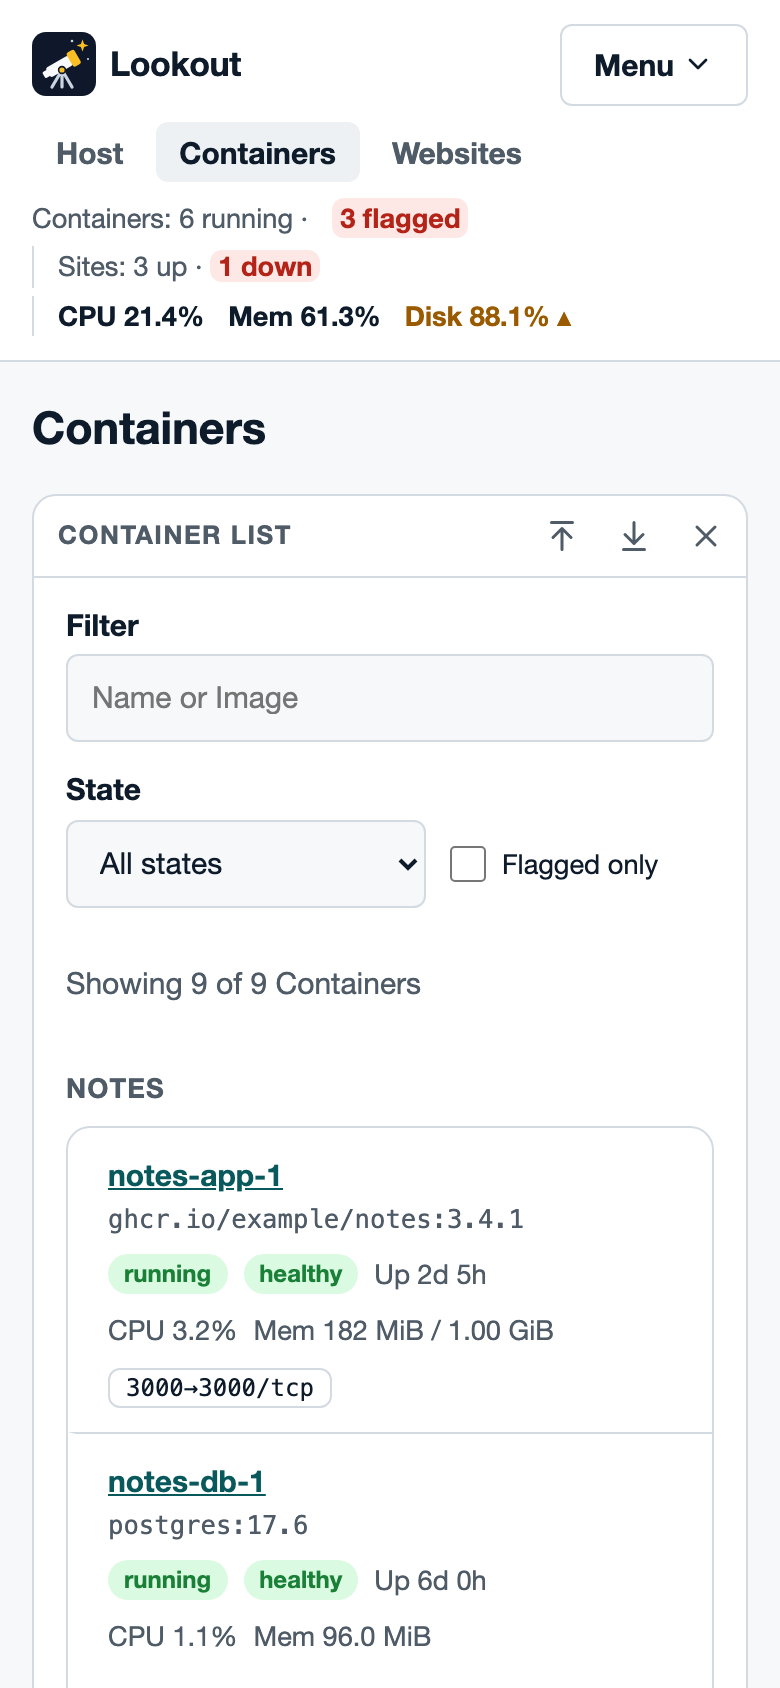 Lookout
Menu
Host Containers Websites
Containers: 6 running · 3 flagged
Sites: 3 up · 1 down
CPU 21.4% Mem 61.3% Disk 88.1% ▲
Containers
CONTAINER LIST
Filter
Name or Image
State
All states Flagged only
Showing 9 of 9 Containers
NOTES
notes-app-1
ghcr.io/example/notes:3.4.1
running healthy Up 2d 5h
CPU 3.2% Mem 182 MiB / 1.00 GiB
3000→3000/tcp
notes-db-1
postgres:17.6
running healthy Up 6d 0h
CPU 1.1% Mem 96.0 MiB